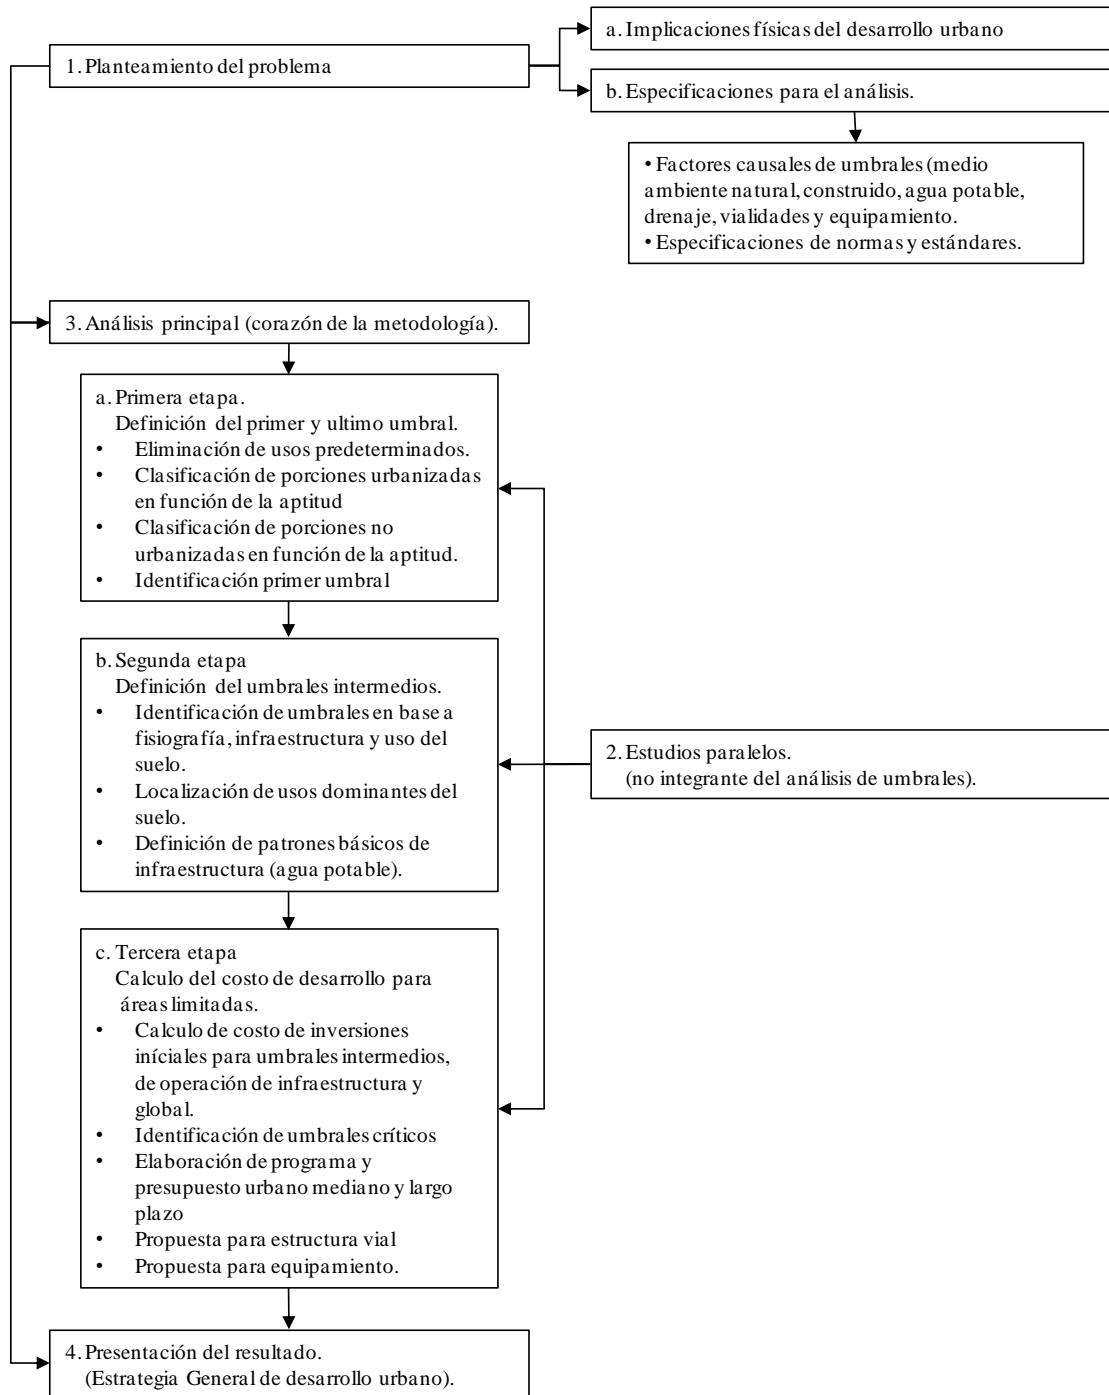 1. Planteamiento del problema
a. Implicaciones físicas del desarrollo urbano
b. Especificaciones para el análisis.
• Factores causales de umbrales (medio
ambiente natural, construido, agua potable,
drenaje, vialidades y equipamiento.
• Especificaciones de normas y estándares.
3. Análisis principal (corazón de la metodología).
a. Primera etapa.
Definición del primer y ultimo umbral.
• Eliminación de usos predeterminados.
• Clasificación de porciones urbanizadas
en función de la aptitud
• Clasificación de porciones no
urbanizadas en función de la aptitud.
• Identificación primer umbral
b. Segunda etapa
Definición del umbrales intermedios.
• Identificación de umbrales en base a
fisiografía, infraestructura y uso del
suelo.
• Localización de usos dominantes del
suelo.
• Definición de patrones básicos de
infraestructura (agua potable).
2. Estudios paralelos.
(no integrante del análisis de umbrales).
c. Tercera etapa
Calculo del costo de desarrollo para
áreas limitadas.
• Calculo de costo de inversiones
iníciales para umbrales intermedios,
de operación de infraestructura y
global.
• Identificación de umbrales críticos
• Elaboración de programa y
presupuesto urbano mediano y largo
plazo
• Propuesta para estructura vial
• Propuesta para equipamiento.
4. Presentación del resultado.
(Estrategia General de desarrollo urbano).